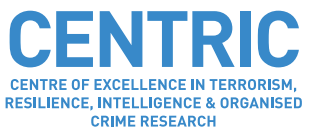 CENTRIC
CENTRE OF EXCELLENCE IN TERRORISM,
RESILIENCE, INTELLIGENCE & ORGANISED
CRIME RESEARCH